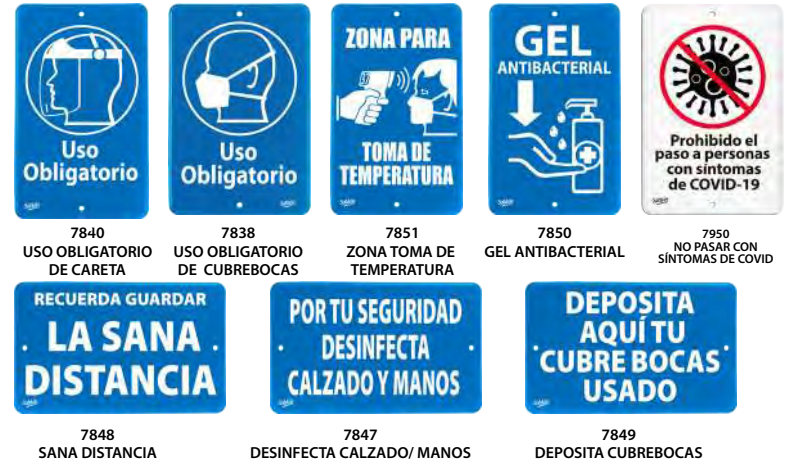 Uso
Obligatorio
7840
USO OBLIGATORIO
DE CARETA
Uso
Obligatorio
7838
USO OBLIGATORIO
DE CUBREBOCAS
ZONA PARA
TOMA DE
TEMPERATURA
7851
ZONA TOMA DE
TEMPERATURA
GEL
ANTIBACTERIAL
7850
GEL ANTIBACTERIAL
Prohibido el
paso a personas
con síntomas
de COVID-19
7950
NO PASAR CON
SÍNTOMAS DE COVID
RECUERDA GUARDAR
LA SANA
DISTANCIA
7848
SANA DISTANCIA
POR TU SEGURIDAD
DESINFECTA
CALZADO Y MANOS
7847
DESINFECTA CALZADO/ MANOS
DEPOSITA
AQUÍ TU
CUBRE BOCAS
USADO
7849
DEPOSITA CUBREBOCAS